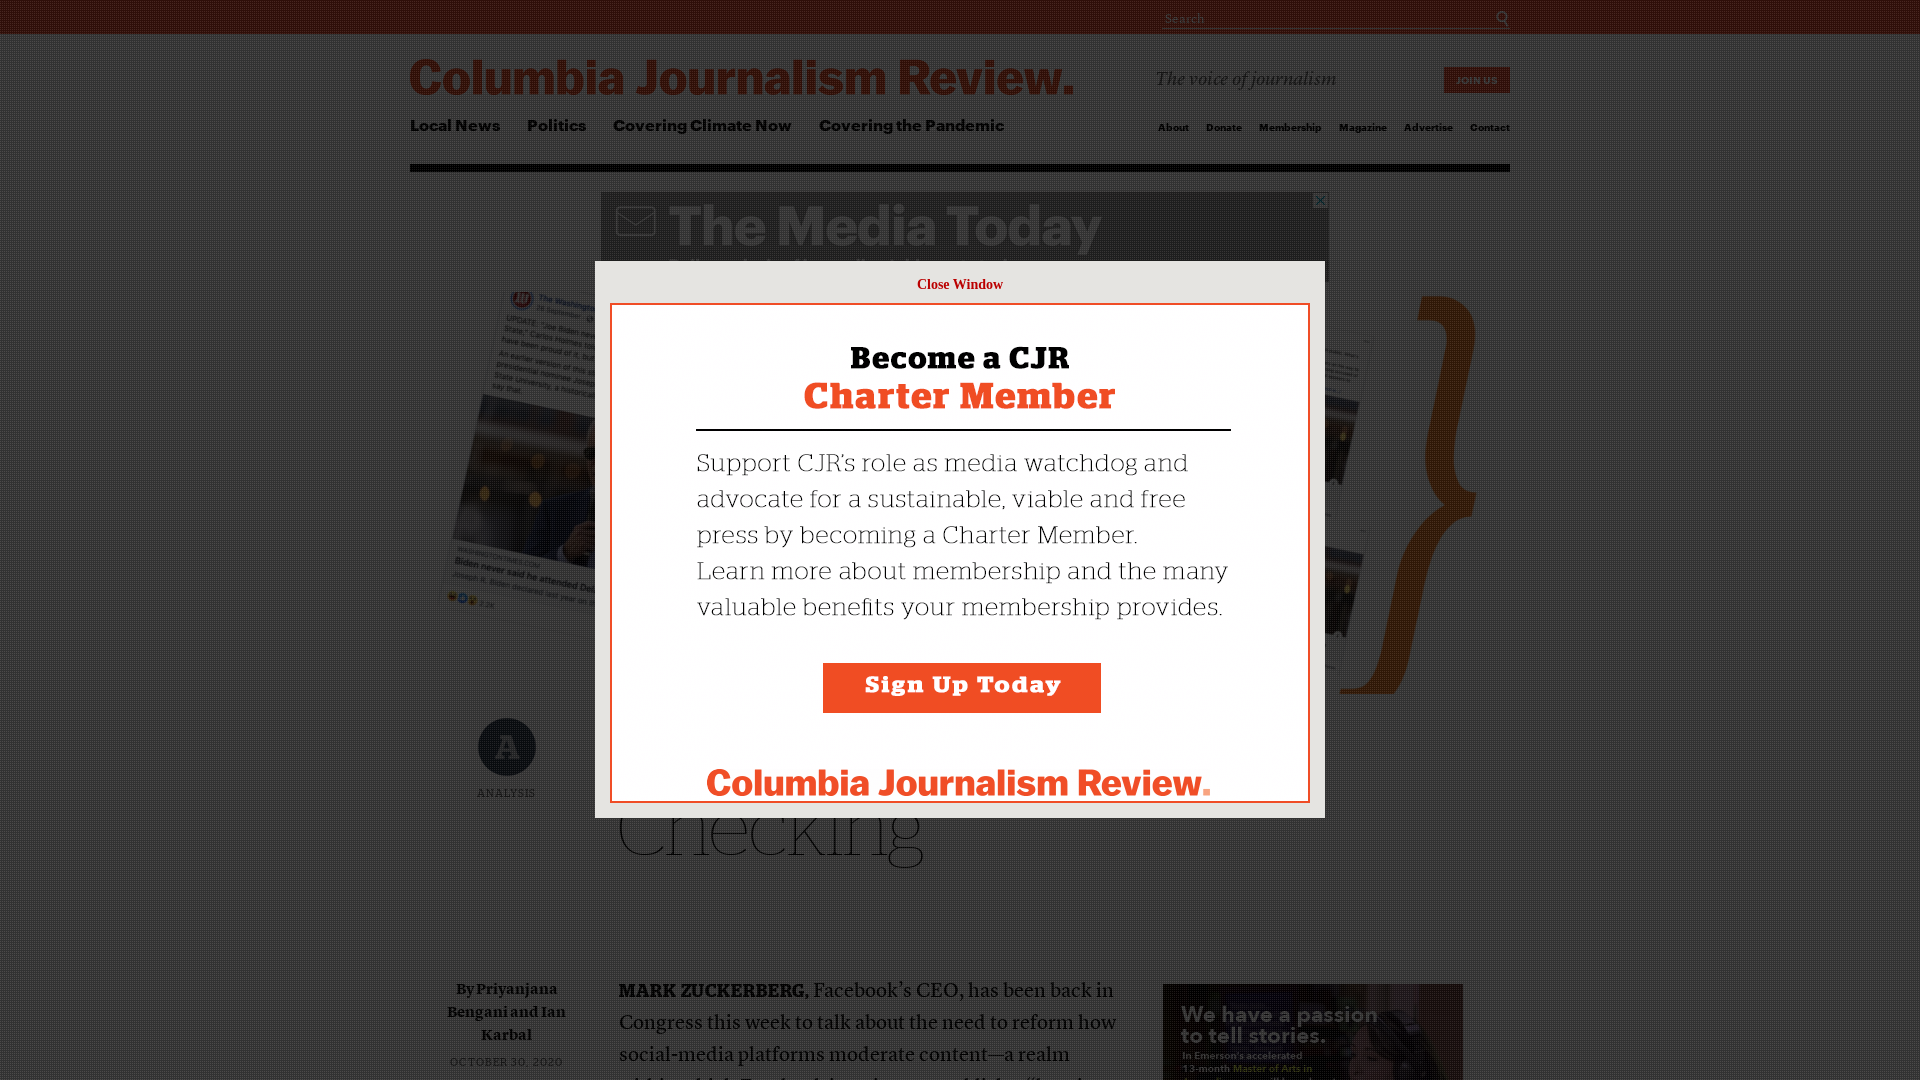 Search
Columbia Journalism Review.
The voice of journalism
JOIN US
Local News Politics Covering Climate Now Covering the Pandemic
About Donate Membership Magazine Advertise Contact
The Media Today
Close Window
Become a CJR
Charter Member
Support CJR’s role as media watchdog and
advocate for a sustainable, viable and free
press by becoming a Charter Member.
Learn more about membership and the many
valuable benefits your membership provides.
Sign Up Today
Columbia Journalism Review.
A
ANALYSIS
Checking
By Priyanjana
Bengani and Ian
Karbal
OCTOBER 30, 2020
MARK ZUCKERBERG, Facebook’s CEO, has been back in
Congress this week to talk about the need to reform how
social-media platforms moderate content—a realm
We have a passion
to tell stories.
In Emerson's accelerated
13-month Master of Arts in